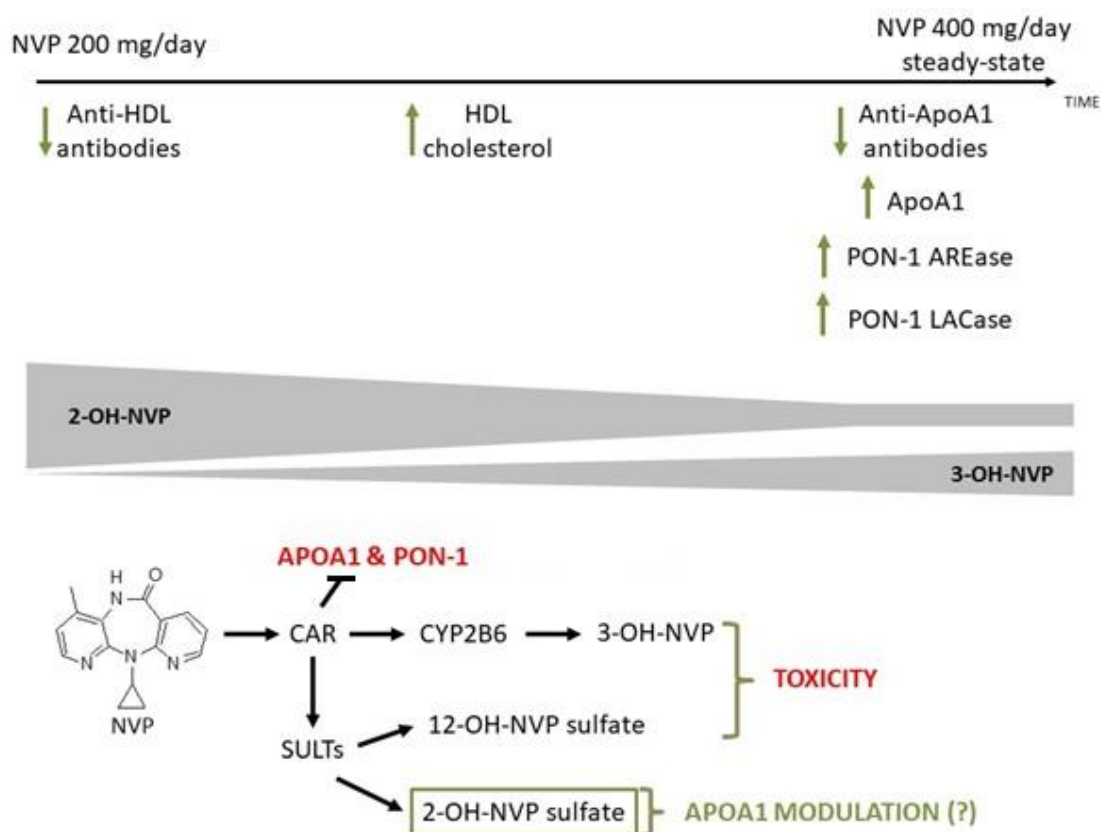 NVP 200 mg/day
NVP 400 mg/day
steady-state
TIME
Anti-HDL
antibodies
HDL
cholesterol
Anti-ApoA1
antibodies
ApoA1
PON-1 AREase
PON-1 LACase
2-OH-NVP
3-OH-NVP
APOA1 & PON-1
H
N
O
N
N
N
NVP
CAR
CYP2B6
3-OH-NVP
TOXICITY
12-OH-NVP sulfate
SULTs
2-OH-NVP sulfate
APOA1 MODULATION (?)